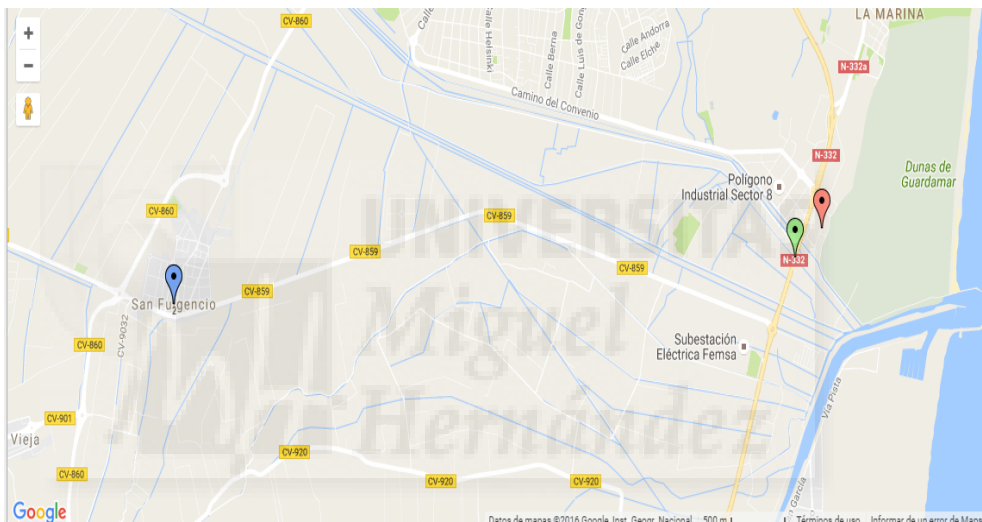 CV-860
LA MARINA
Calle
Calle Helsinki
Calle Berna
Calle Luis de Gong
Calle Andorra
Calle Elche
N-332a
Camino del Convenio
N-332
Dunas de
Guardamar
Polígono
Industrial Sector 8
CV-860
CV-859
CV-859
CV-859
CV-859
N-332
San Fulgencio
2
CV-9032
CV-860
Subestación
Eléctrica Femsa
Vía Pista
CV-901
Vieja
CV-860
CV-920
CV-920
CV-920
García
UNIVERSITAS
Miguel
Hernández
Google
Datos de mapas ©2016 Google, Inst. Geogr. Nacional
500 m
Términos de uso
Informar de un error de Maps